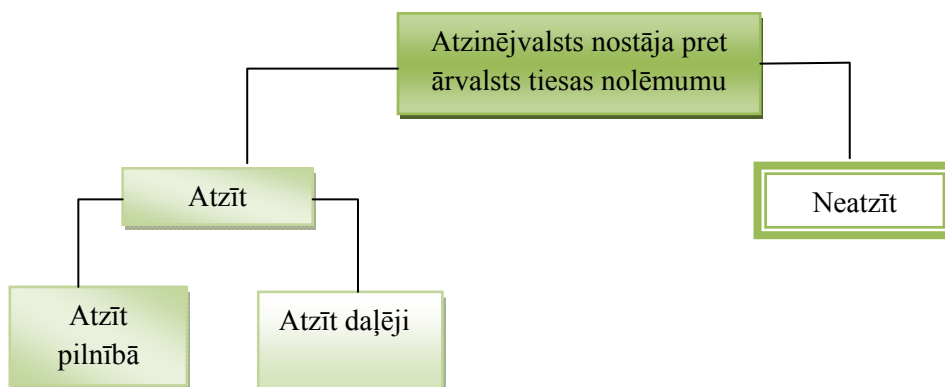 Atzinējvalsts nostāja pret
ārvalsts tiesas nolēmumu
Atzīt
Neatzīt
Atzīt
pilnībā
Atzīt daļēji